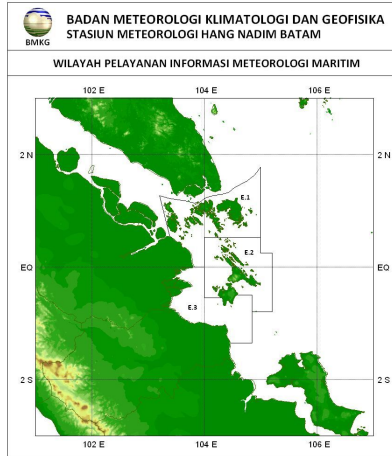 BADAN METEOROLOGI KLIMATOLOGI DAN GEOFISIKA
STASIUN METEOROLOGI HANG NADIM BATAM
BMKG
WILAYAH PELAYANAN INFORMASI METEOROLOGI MARITIM
102 E 104 E 106 E
2 N 2 N
E.1
E.2
EQ EQ
E.3
2 S 2 S
102 E 104 E 106 E